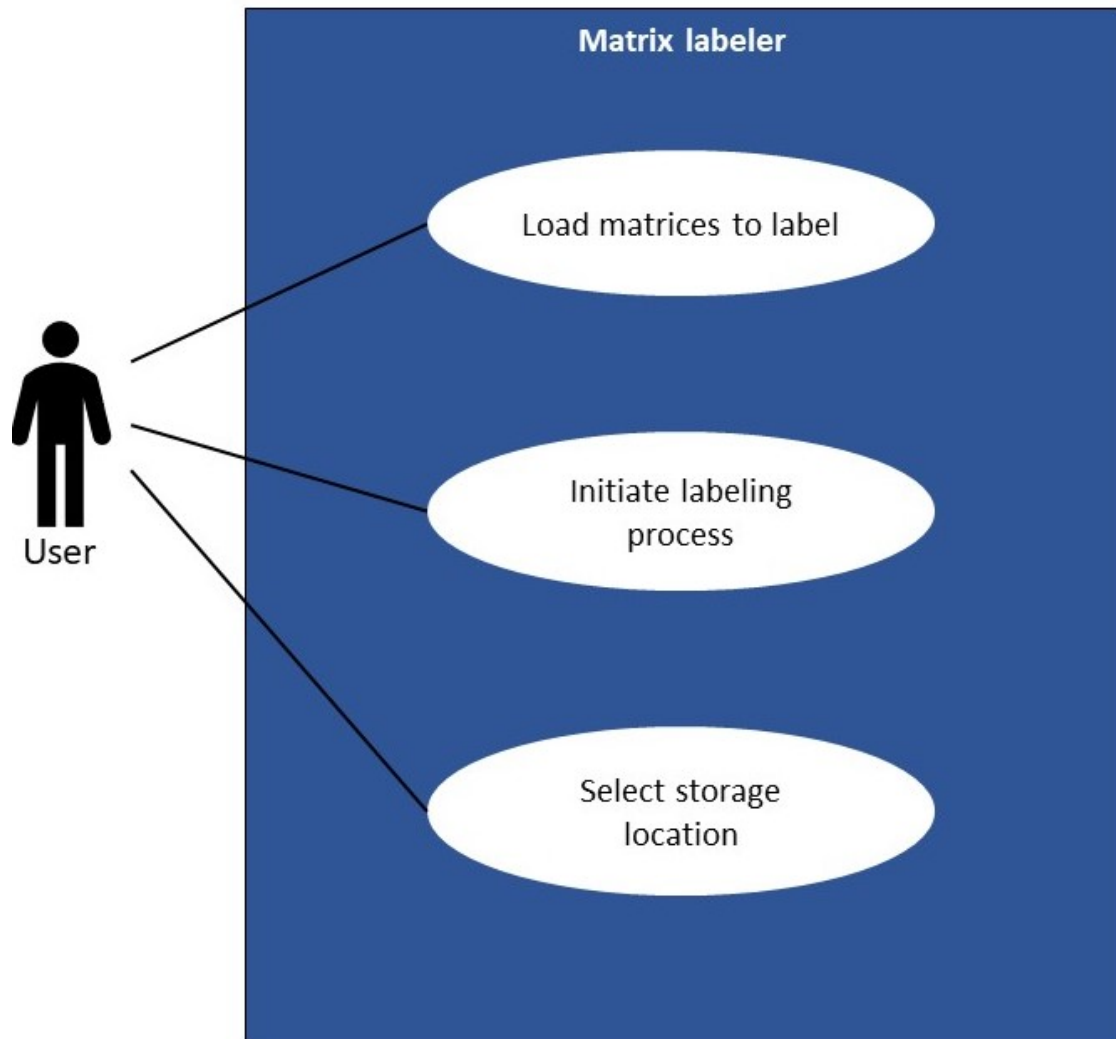 Matrix labeler
Load matrices to label
User
Initiate labeling
process
Select storage
location